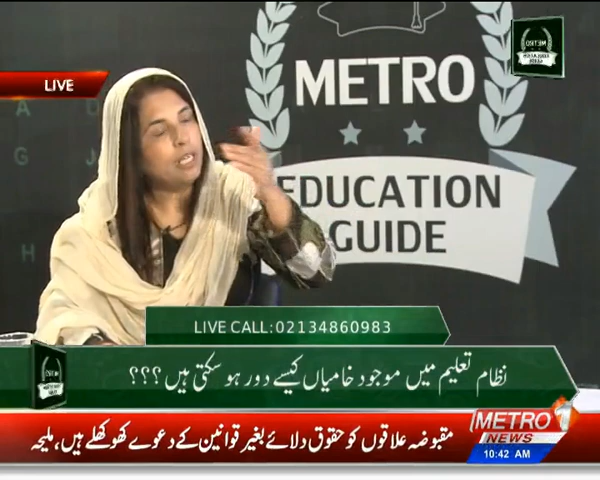 LIVE
METRO
EDUCATION
GUIDE
LIVE CALL:02134860983
نظام تعلیم میں موجود خامیاں کیسے دور ہو سکتی ہیں ؟؟؟
مقبوضہ علاقوں کو حقوق دلائے بغیر قوانین کے دعوے کھوکھلے ہیں، ملیحہ
METRO 1
NEWS
10:42 AM